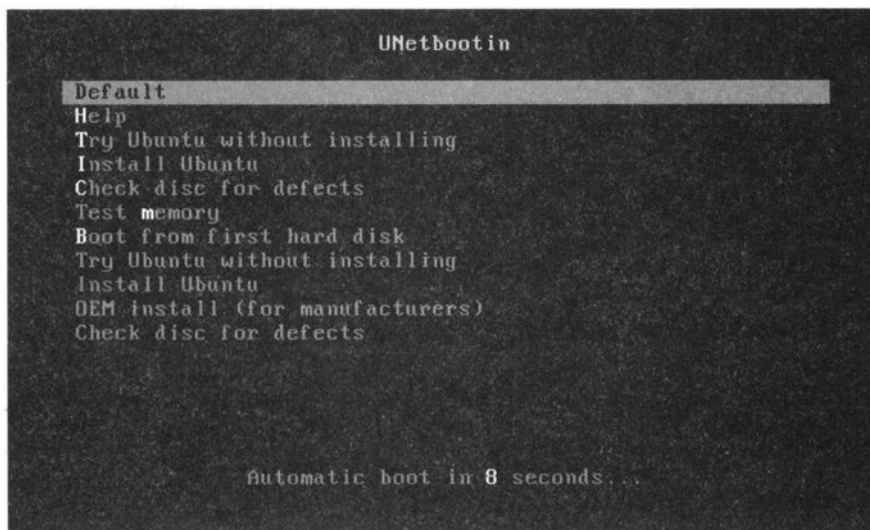 UNetbootin
Default
Help
Try Ubuntu without installing
Install Ubuntu
Check disc for defects
Test memory
Boot from first hard disk
Try Ubuntu without installing
Install Ubuntu
OEM install (for manufacturers)
Check disc for defects
Automatic boot in 8 seconds...